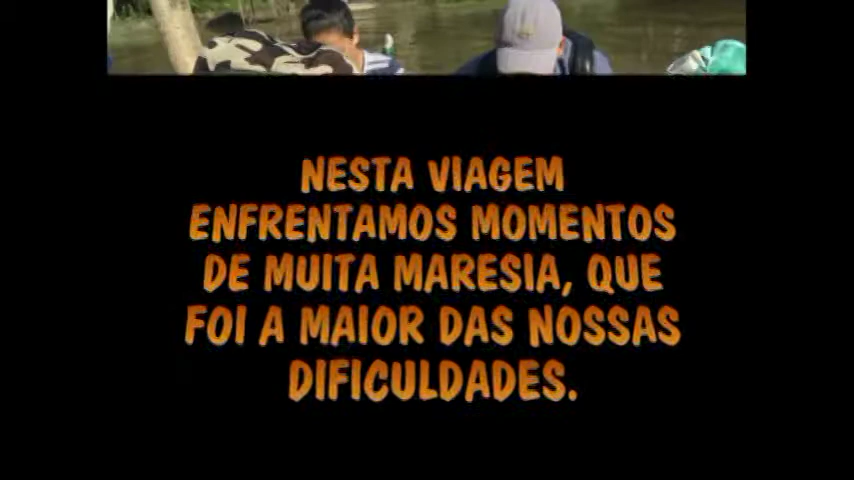 NESTA VIAGEM
ENFRENTAMOS MOMENTOS
DE MUITA MARESIA, QUE
FOI A MAIOR DAS NOSSAS
DIFICULDADES.